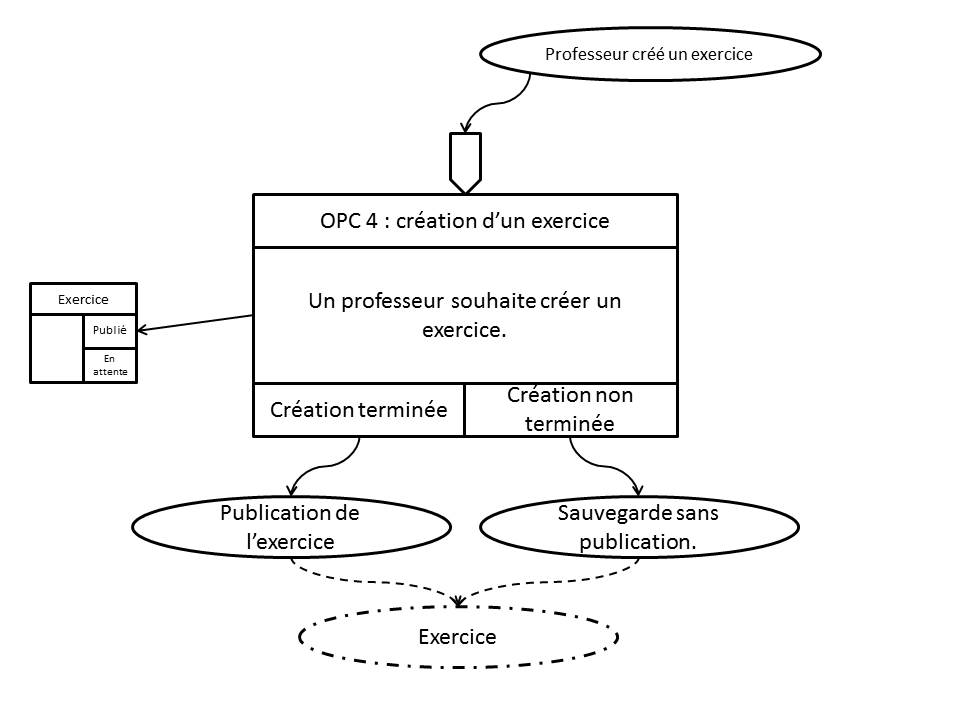 Professeur créé un exercice
OPC 4 : création d’un exercice
Un professeur souhaite créer un
exercice.
Exercice
Publié
En
attente
Création terminée
Création non
terminée
Publication de
l’exercice
Sauvegarde sans
publication.
Exercice